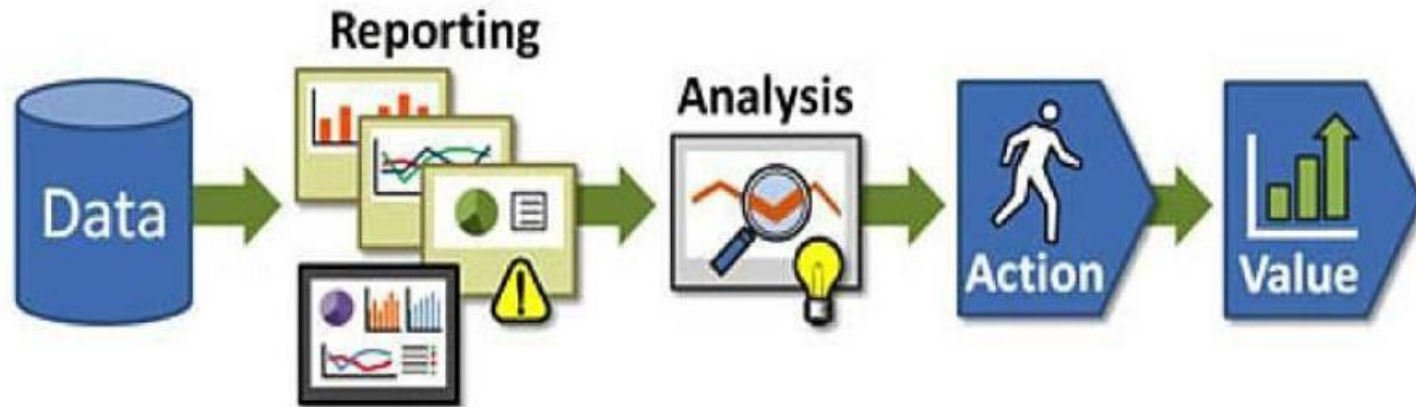 Reporting
Analysis
Data
Action
Value